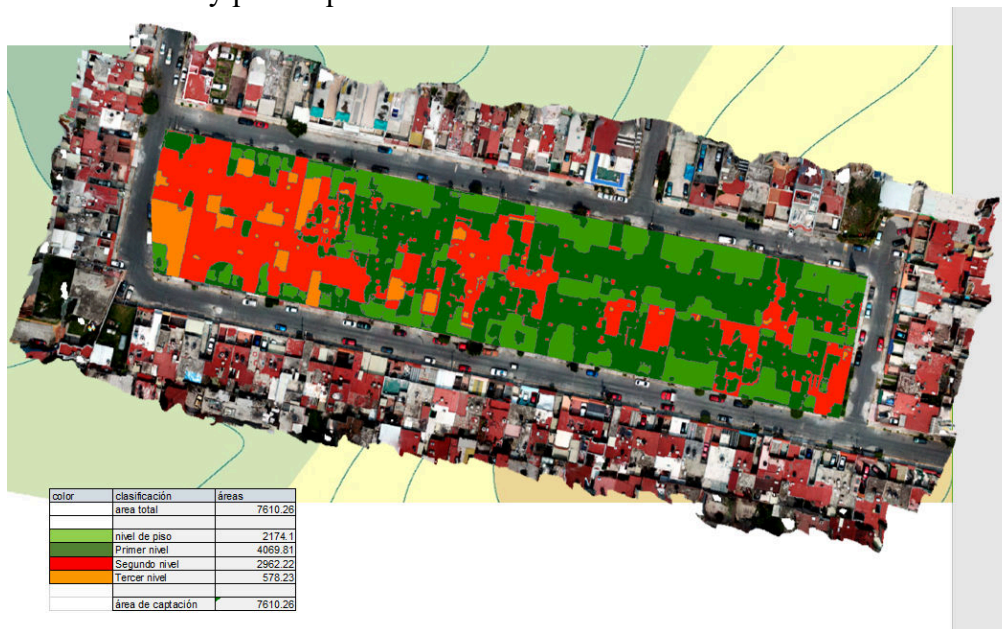 color clasificación áreas
area total 7610.26
nivel de piso 2174.1
Primer nivel 4069.81
Segundo nivel 2962.22
Tercer nivel 578.23
área de captación 7610.26